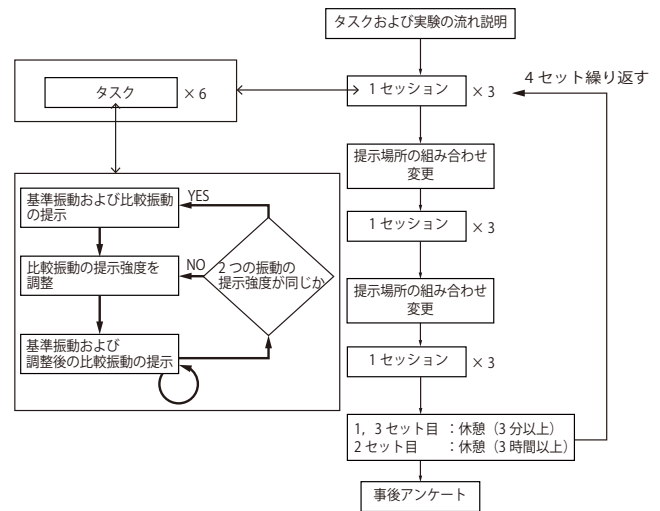 タスクおよび実験の流れ説明
4 セット繰り返す
タスク
× 6
1 セッション
× 3
提示場所の組み合わせ
変更
基準振動および比較振動
の提示
YES
1 セッション
× 3
比較振動の提示強度を
調整
NO
2 つの振動の
提示強度が同じか
提示場所の組み合わせ
変更
基準振動および
調整後の比較振動の提示
1 セッション
× 3
1, 3 セット目 ：休憩（3 分以上）
2 セット目 ：休憩（3 時間以上）
事後アンケート